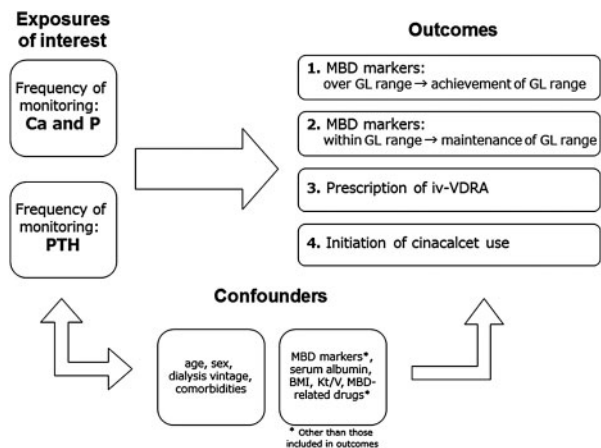 Exposures
of interest
Frequency of
monitoring:
Ca and P
Frequency of
monitoring:
PTH
Outcomes
1. MBD markers:
over GL range → achievement of GL range
2. MBD markers:
within GL range → maintenance of GL range
3. Prescription of iv-VDRA
4. Initiation of cinacalcet use
Confounders
age, sex,
dialysis vintage,
comorbidities
MBD markers*,
serum albumin,
BMI, Kt/V, MBD-
related drugs*
* Other than those
included in outcomes